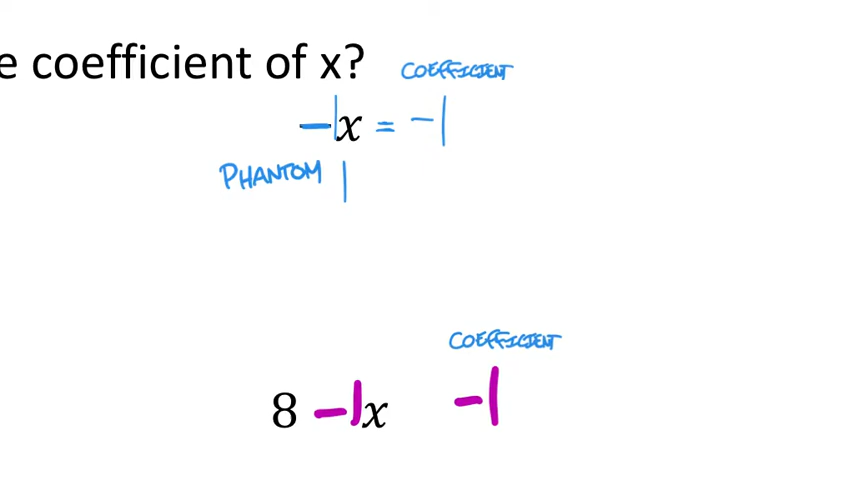 e coefficient of x?
COEFFICIENT
-1x = -1
PHANTOM 1
COEFFICIENT
8 -1x -1